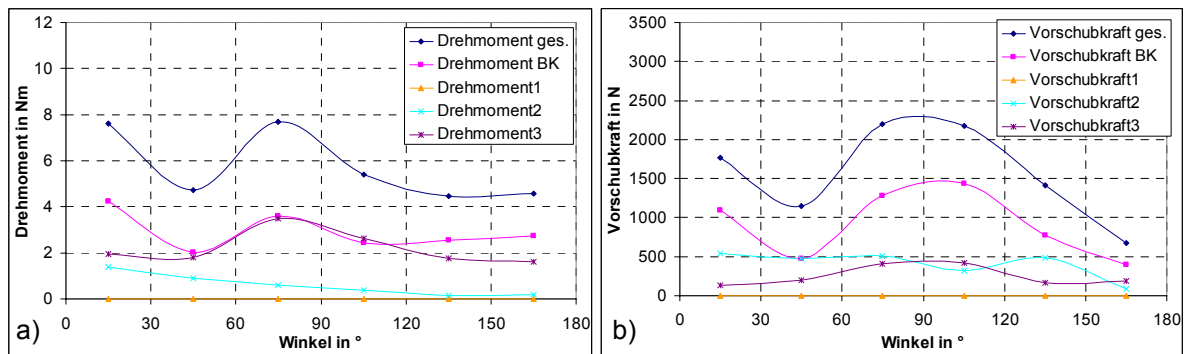 12
10
8
6
4
2
0
Drehmoment in Nm
Drehmoment ges.
Drehmoment BK
Drehmoment1
Drehmoment2
Drehmoment3
0 30 60 90 120 150 180
Winkel in °
a)
3500
3000
2500
2000
1500
1000
500
0
Vorschubkraft in N
Vorschubkraft ges.
Vorschubkraft BK
Vorschubkraft1
Vorschubkraft2
Vorschubkraft3
0 30 60 90 120 150 180
Winkel in °
b)